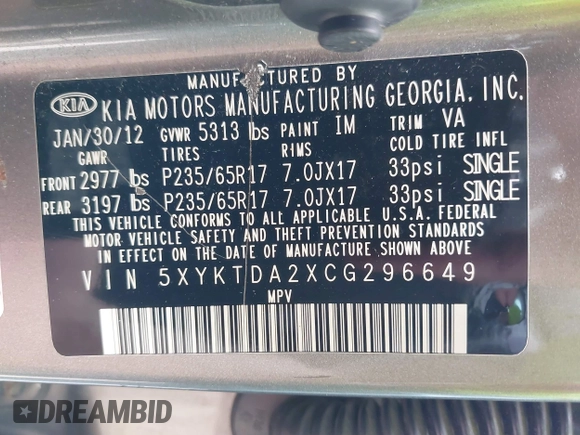 MANUFACTURED BY
KIA KIA MOTORS MANUFACTURING GEORGIA, INC.
JAN/30/12 GVWR 5313 lbs PAINT IM TRIM VA
GAWR TIRES RIMS COLD TIRE INFL
FRONT 2977 lbs P235/65R17 7.0JX17 33psi SINGLE
REAR 3197 lbs P235/65R17 7.0JX17 33psi SINGLE
THIS VEHICLE CONFORMS TO ALL APPLICABLE U.S.A. FEDERAL
MOTOR VEHICLE SAFETY AND THEFT PREVENTION STANDARDS
IN EFFECT ON THE DATE OF MANUFACTURE SHOWN ABOVE.
VIN 5XYKTDA2XCG296649
MPV
DREAMBID